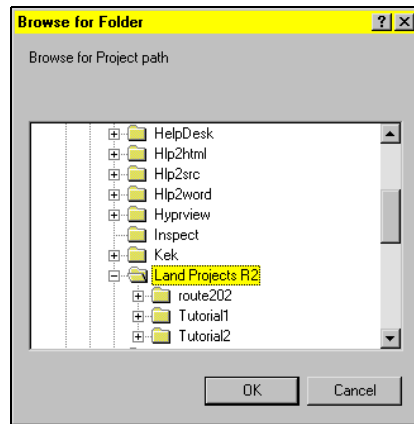 Browse for Folder
Browse for Project path
HelpDesk
Hlp2html
Hlp2src
Hlp2word
Hyprview
Inspect
Kek
Land Projects R2
route202
Tutorial1
Tutorial2
OK Cancel